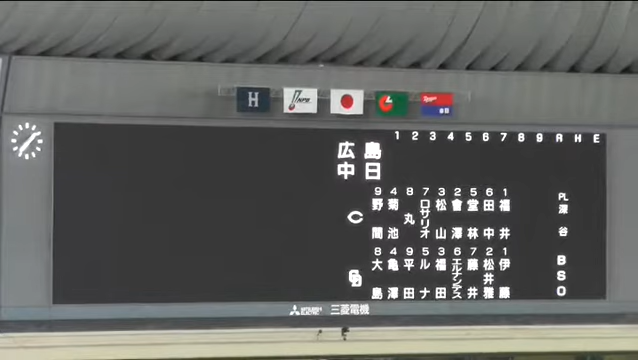 H
1 2 3 4 5 6 7 8 9 R H E
広島
中日
C
9 野間
4 菊池
8 丸
7 ロサリオ
3 松山
2 會澤
5 堂林
6 田中
1 福井
PL 深谷
CD
8 大島
4 亀澤
9 平田
5 ルナ
3 福田
6 エルナンデス
7 藤井
2 松井雅
1 伊藤
B
S
O
MITSUBISHI ELECTRIC 三菱電機